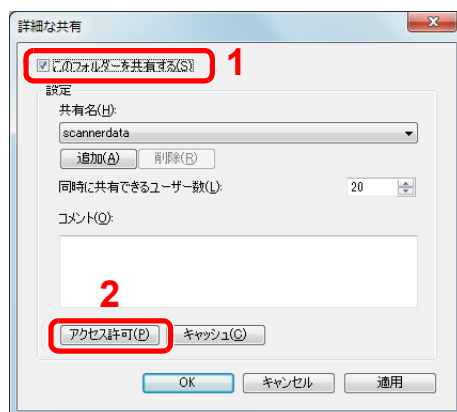 詳細な共有
このフォルダーを共有する(S)
1
設定
共有名(H):
scannerdata
追加(A) 削除(R)
同時に共有できるユーザー数(L): 20
コメント(O):
2
アクセス許可(P) キャッシュ(C)
OK キャンセル 適用